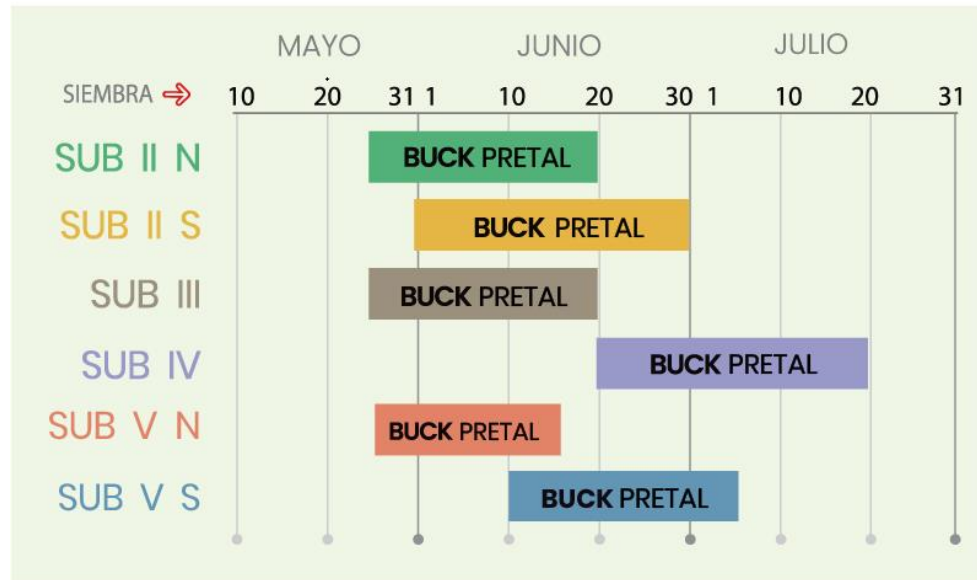 MAYO JUNIO JULIO
SIEMBRA 10 20 31 1 10 20 30 1 10 20 31
SUB II N BUCK PRETAL
SUB II S BUCK PRETAL
SUB III BUCK PRETAL
SUB IV BUCK PRETAL
SUB V N BUCK PRETAL
SUB V S BUCK PRETAL